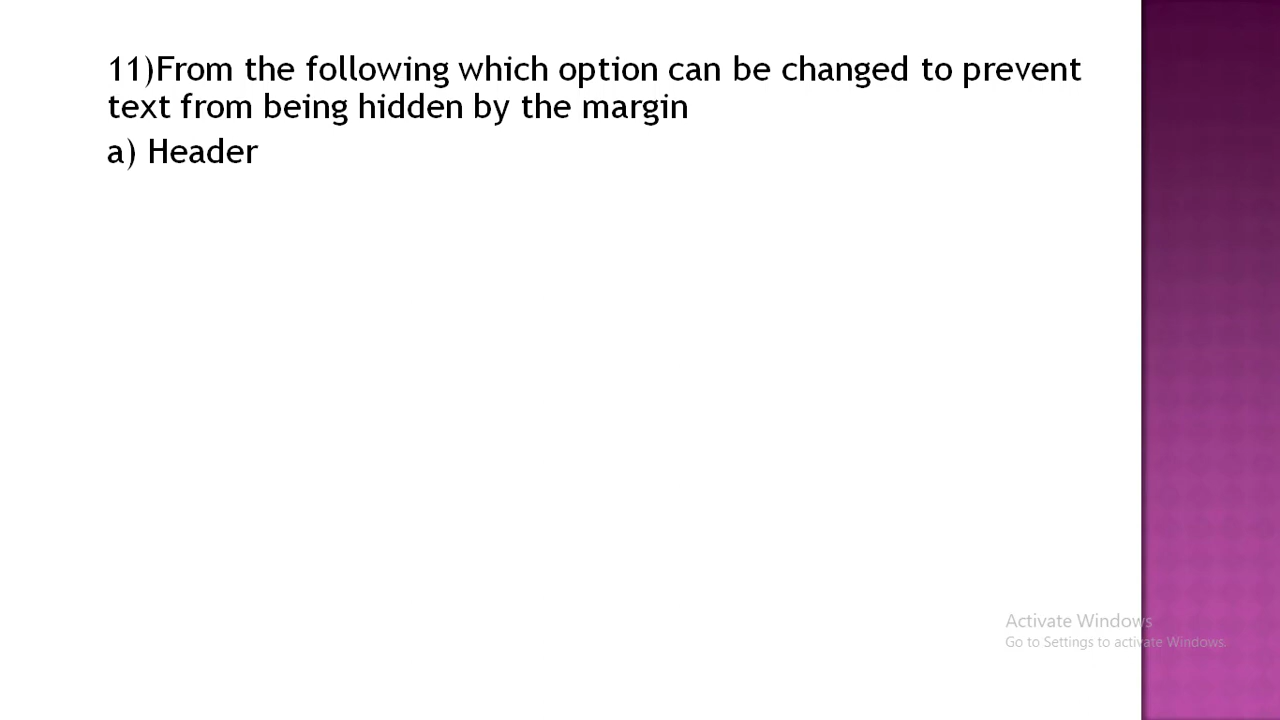 11)From the following which option can be changed to prevent
text from being hidden by the margin
a) Header
Activate Windows
Go to Settings to activate Windows.